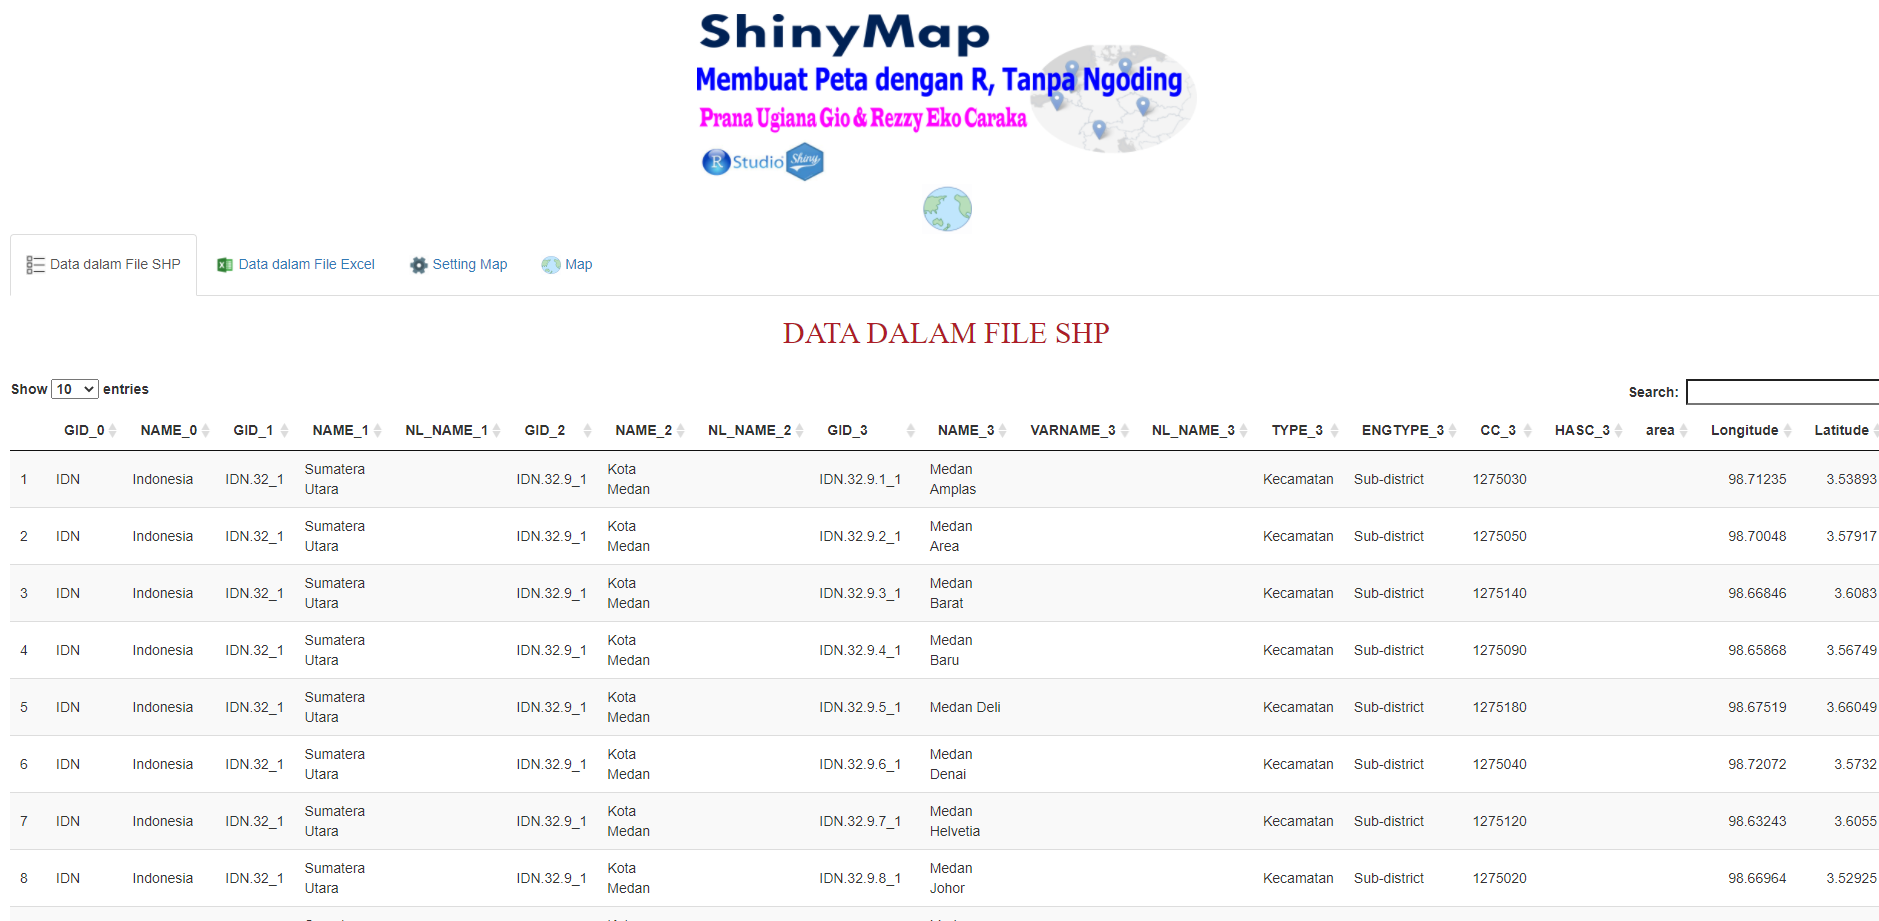 ShinyMap
Membuat Peta dengan R, Tanpa Ngoding
Prana Ugiana Gio & Rezzy Eko Caraka
R Studio Shiny
Data dalam File SHP Data dalam File Excel Setting Map Map
DATA DALAM FILE SHP
Show 10 entries Search:
GID_0 NAME_0 GID_1 NAME_1 NL_NAME_1 GID_2 NAME_2 NL_NAME_2 GID_3 NAME_3 VARNAME_3 NL_NAME_3 TYPE_3 ENGTYPE_3 CC_3 HASC_3 area Longitude Latitude
1 IDN Indonesia IDN.32_1 Sumatera Utara IDN.32.9_1 Kota Medan IDN.32.9.1_1 Medan Amplas Kecamatan Sub-district 1275030 98.71235 3.53893
2 IDN Indonesia IDN.32_1 Sumatera Utara IDN.32.9_1 Kota Medan IDN.32.9.2_1 Medan Area Kecamatan Sub-district 1275050 98.70048 3.57917
3 IDN Indonesia IDN.32_1 Sumatera Utara IDN.32.9_1 Kota Medan IDN.32.9.3_1 Medan Barat Kecamatan Sub-district 1275140 98.66846 3.6083
4 IDN Indonesia IDN.32_1 Sumatera Utara IDN.32.9_1 Kota Medan IDN.32.9.4_1 Medan Baru Kecamatan Sub-district 1275090 98.65868 3.56749
5 IDN Indonesia IDN.32_1 Sumatera Utara IDN.32.9_1 Kota Medan IDN.32.9.5_1 Medan Deli Kecamatan Sub-district 1275180 98.67519 3.66049
6 IDN Indonesia IDN.32_1 Sumatera Utara IDN.32.9_1 Kota Medan IDN.32.9.6_1 Medan Denai Kecamatan Sub-district 1275040 98.72072 3.5732
7 IDN Indonesia IDN.32_1 Sumatera Utara IDN.32.9_1 Kota Medan IDN.32.9.7_1 Medan Helvetia Kecamatan Sub-district 1275120 98.63243 3.6055
8 IDN Indonesia IDN.32_1 Sumatera Utara IDN.32.9_1 Kota Medan IDN.32.9.8_1 Medan Johor Kecamatan Sub-district 1275020 98.66964 3.52925